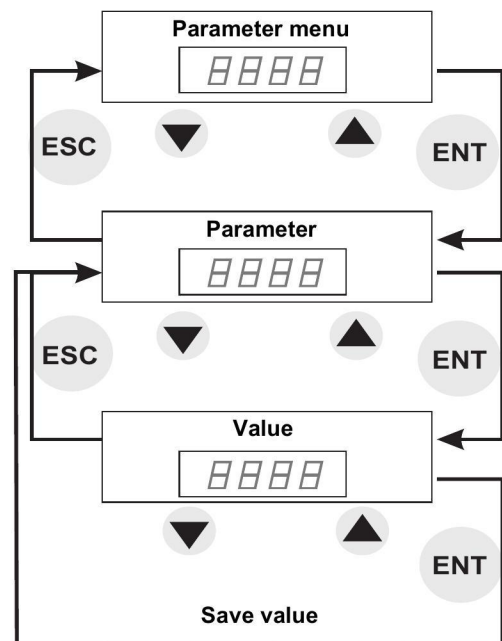 Parameter menu
8888
ESC
ENT
Parameter
8888
ESC
ENT
Value
8888
ENT
Save value